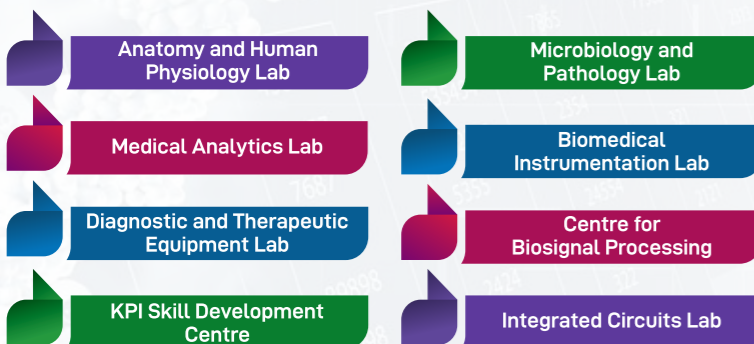 Anatomy and Human
Physiology Lab
Microbiology and
Pathology Lab
Medical Analytics Lab
Biomedical
Instrumentation Lab
Diagnostic and Therapeutic
Equipment Lab
Centre for
Biosignal Processing
KPI Skill Development
Centre
Integrated Circuits Lab